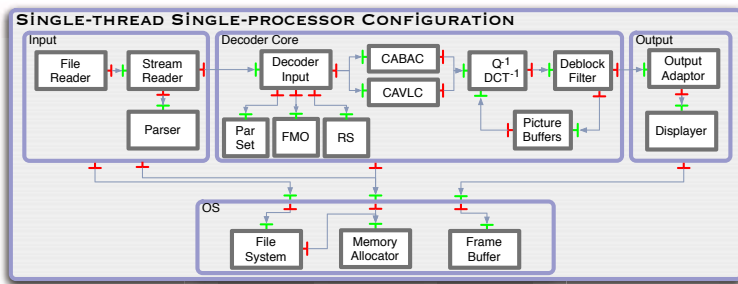 SINGLE-THREAD SINGLE-PROCESSOR CONFIGURATION
Input
File
Reader
Stream
Reader
Parser
Decoder Core
Decoder
Input
CABAC
CAVLC
Q-1
DCT-1
Deblock
Filter
Par
Set
FMO
RS
Picture
Buffers
Output
Output
Adaptor
Displayer
OS
File
System
Memory
Allocator
Frame
Buffer